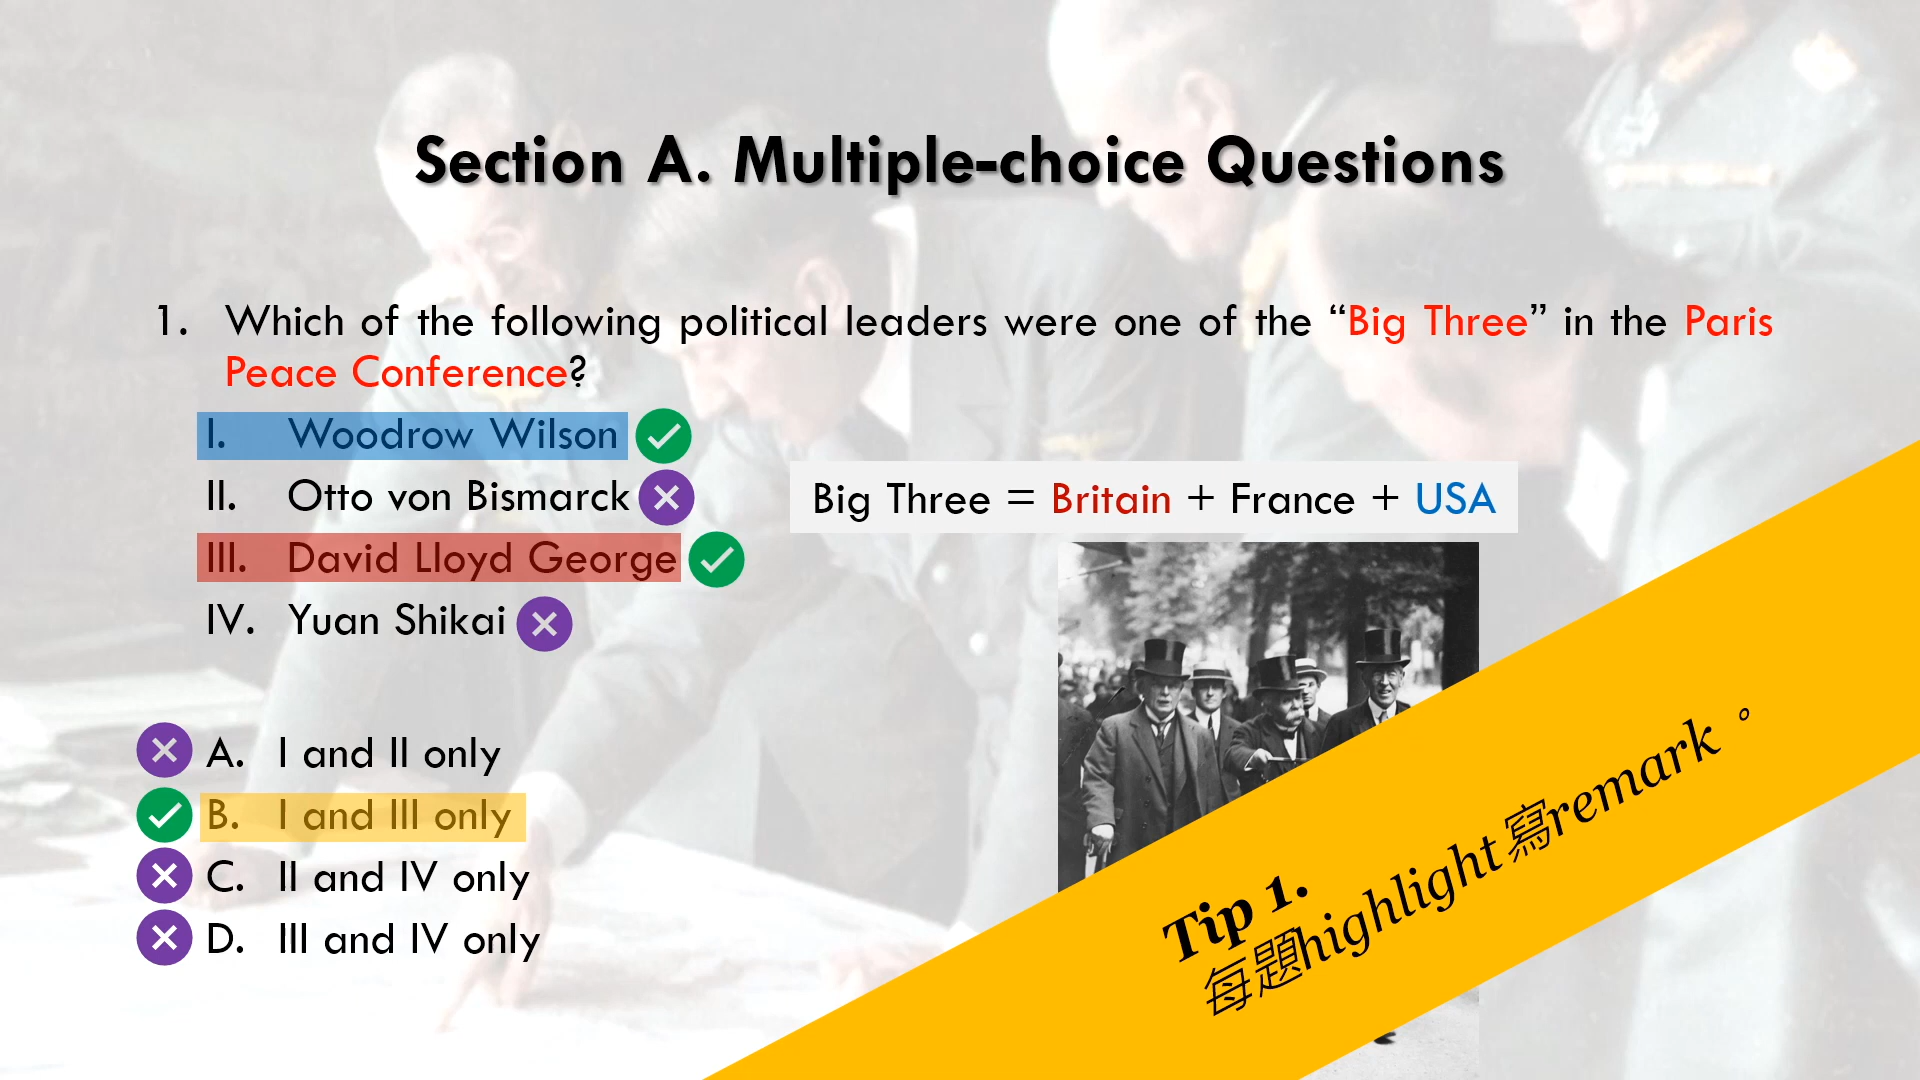 Section A. Multiple-choice Questions
1. Which of the following political leaders were one of the “Big Three” in the Paris
Peace Conference?
I. Woodrow Wilson
II. Otto von Bismarck
III. David Lloyd George
IV. Yuan Shikai
Big Three = Britain + France + USA
A. I and II only
B. I and III only
C. II and IV only
D. III and IV only
Tip 1.
每題highlight寫remark。